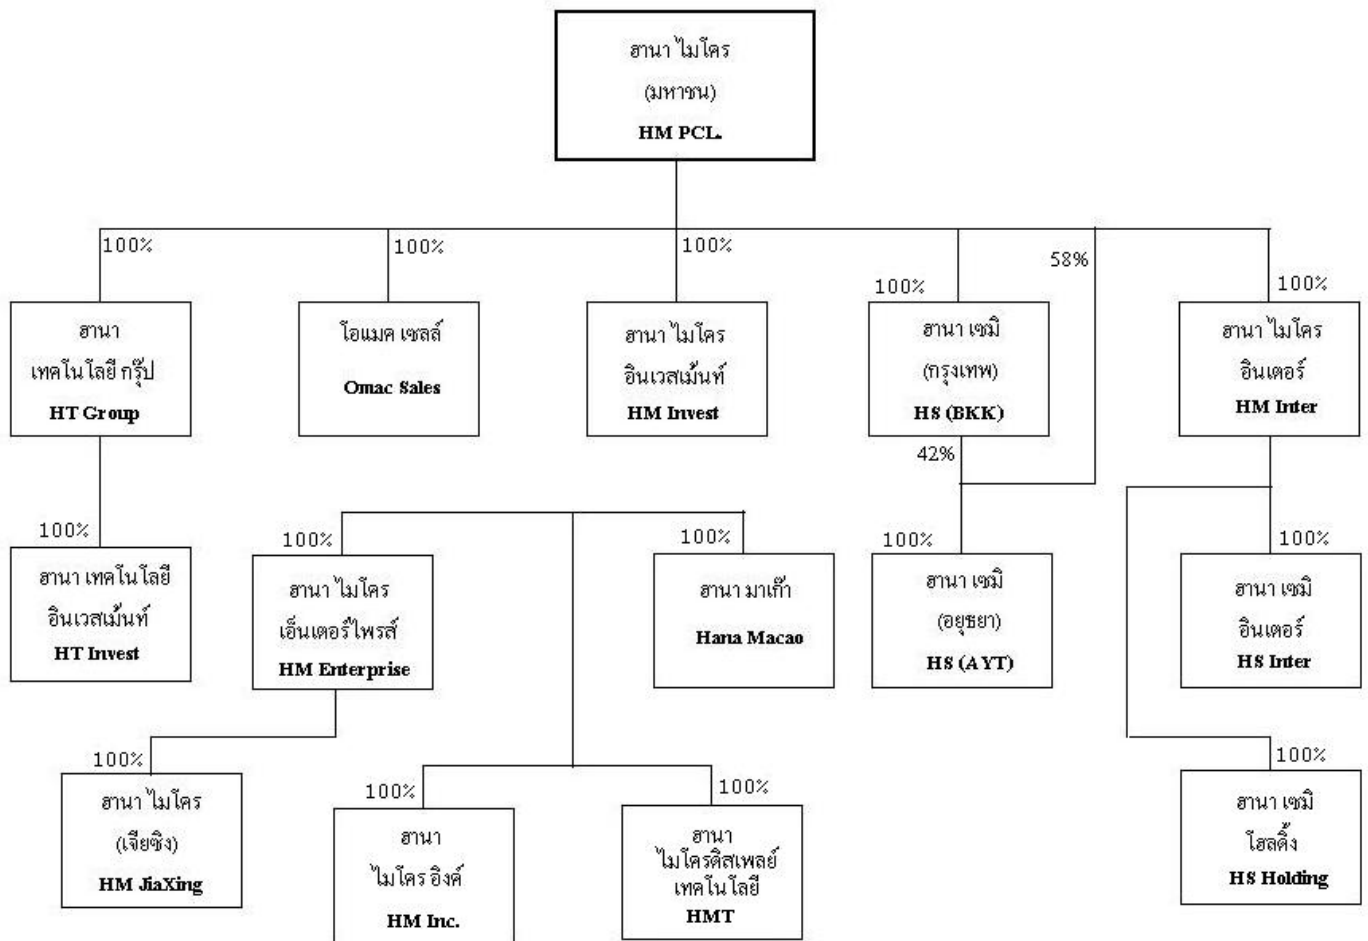 ฮานา ไมโคร
(มหาชน)
HM PCL.
100%
100%
100%
100%
58%
100%
ฮานา
เทคโนโลยี กรุ๊ป
HT Group
โอแมค เซลล์
Omac Sales
ฮานา ไมโคร
อินเวสเม้นท์
HM Invest
ฮานา เซมิ
(กรุงเทพ)
HS (BKK)
ฮานา ไมโคร
อินเตอร์
HM Inter
42%
100%
ฮานา เทคโนโลยี
อินเวสเม้นท์
HT Invest
100%
ฮานา ไมโคร
เอ็นเตอร์ไพรส์
HM Enterprise
100%
ฮานา มาเก๊า
Hana Macao
100%
ฮานา เซมิ
(อยุธยา)
HS (AYT)
100%
ฮานา เซมิ
อินเตอร์
HS Inter
100%
ฮานา ไมโคร
(เจียซิง)
HM JiaXing
100%
ฮานา
ไมโคร อิงค์
HM Inc.
100%
ฮานา
ไมโครดิสเพลย์
เทคโนโลยี
HMT
100%
ฮานา เซมิ
โฮลดิ้ง
HS Holding